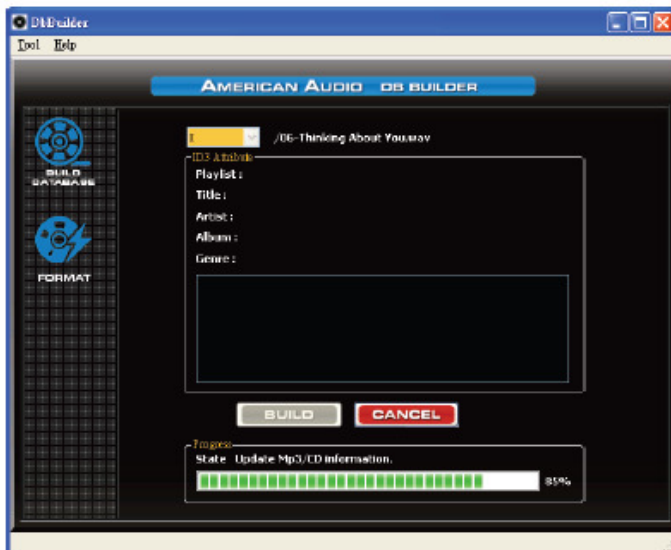 DbBuilder
Tool Help
AMERICAN AUDIO DB BUILDER
/06-Thinking About You.wav
BUILD
DATABASE
FORMAT
ID3 Attribute
Playlist :
Title :
Artist :
Album :
Genre :
BUILD CANCEL
Progress
State Update Mp3/CD information.
85%